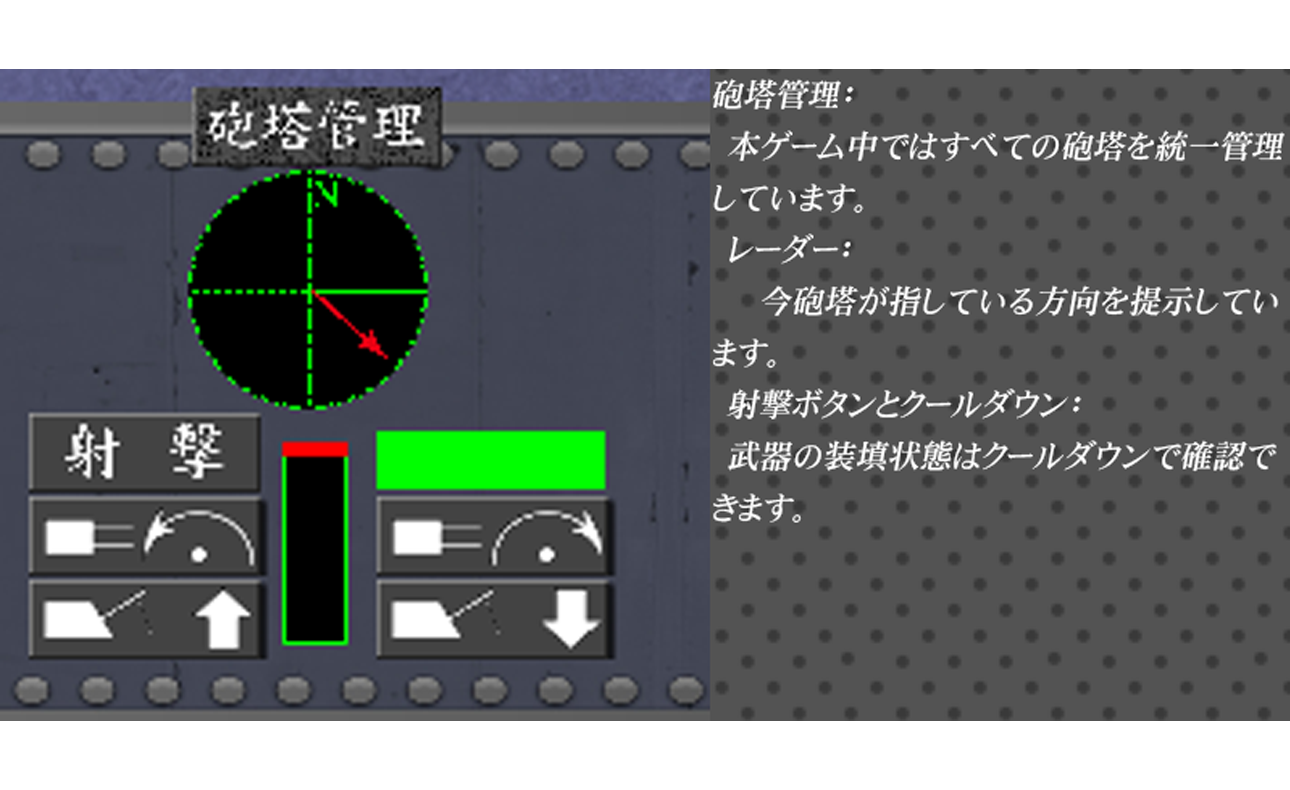 砲塔管理
N
射 撃
砲塔管理:
本ゲーム中ではすべての砲塔を統一管理
しています。
レーダー:
今砲塔が指している方向を提示してい
ます。
射撃ボタンとクールダウン:
武器の装填状態はクールダウンで確認で
きます。